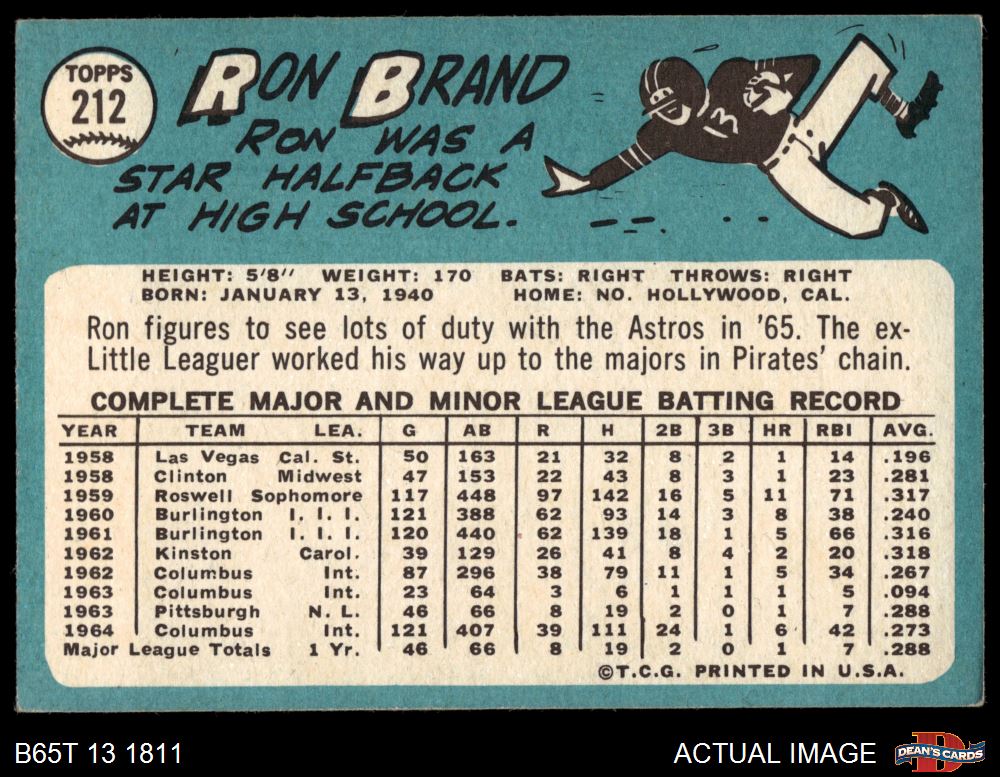 TOPPS
212
RON BRAND
RON WAS A
STAR HALFBACK
AT HIGH SCHOOL.
3
HEIGHT: 5'8" WEIGHT: 170 BATS: RIGHT THROWS: RIGHT
BORN: JANUARY 13, 1940 HOME: NO. HOLLYWOOD, CAL.
Ron figures to see lots of duty with the Astros in '65. The ex-
Little Leaguer worked his way up to the majors in Pirates' chain.
COMPLETE MAJOR AND MINOR LEAGUE BATTING RECORD
YEAR TEAM LEA. G AB R H 2B 3B HR RBI AVG.
1958 Las Vegas Cal. St. 50 163 21 32 8 2 1 14 .196
1958 Clinton Midwest 47 153 22 43 8 3 1 23 .281
1959 Roswell Sophomore 117 448 97 142 16 5 11 71 .317
1960 Burlington I. I. I. 121 388 62 93 14 3 8 38 .240
1961 Burlington I. I. I. 120 440 62 139 18 1 5 66 .316
1962 Kinston Carol. 39 129 26 41 8 4 2 20 .318
1962 Columbus Int. 87 296 38 79 11 1 5 34 .267
1963 Columbus Int. 23 64 3 6 1 1 1 5 .094
1963 Pittsburgh N. L. 46 66 8 19 2 0 1 7 .288
1964 Columbus Int. 121 407 39 111 24 1 6 42 .273
Major League Totals 1 Yr. 46 66 8 19 2 0 1 7 .288
©T.C.G. PRINTED IN U.S.A.
B65T 13 1811
ACTUAL IMAGE
D
DEAN'S CARDS